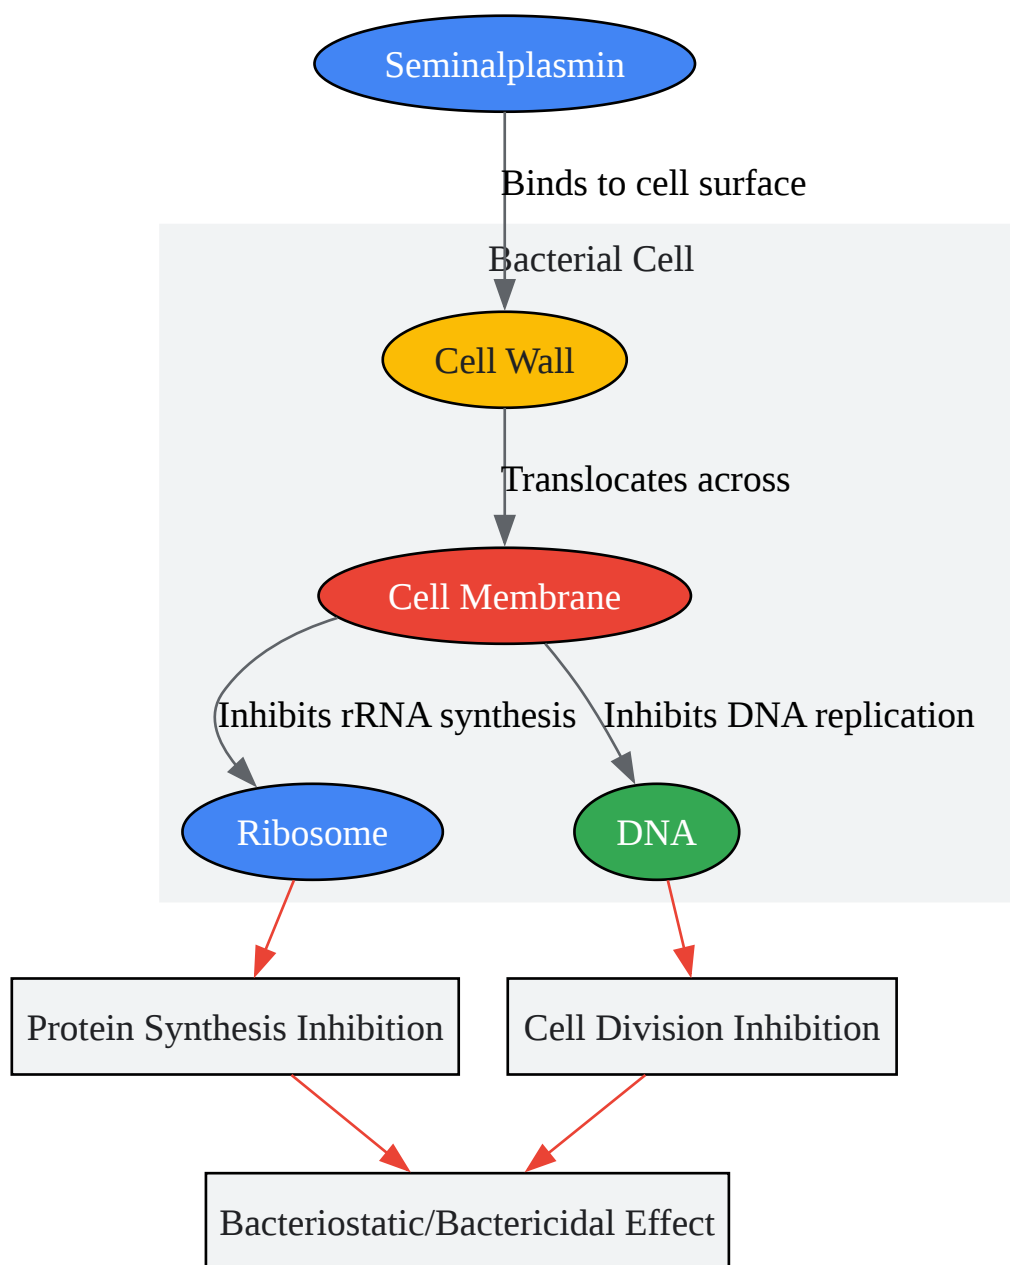 Seminalplasmin
Binds to cell surface
Bacterial Cell
Cell Wall
Translocates across
Cell Membrane
Inhibits rRNA synthesis
Inhibits DNA replication
Ribosome
DNA
Protein Synthesis Inhibition
Cell Division Inhibition
Bacteriostatic/Bactericidal Effect